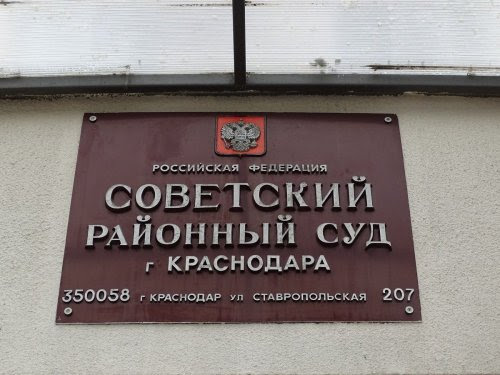 РОССИЙСКАЯ ФЕДЕРАЦИЯ
СОВЕТСКИЙ
РАЙОННЫЙ СУД
г КРАСНОДАРА
350058 г КРАСНОДАР ул СТАВРОПОЛЬСКАЯ 207